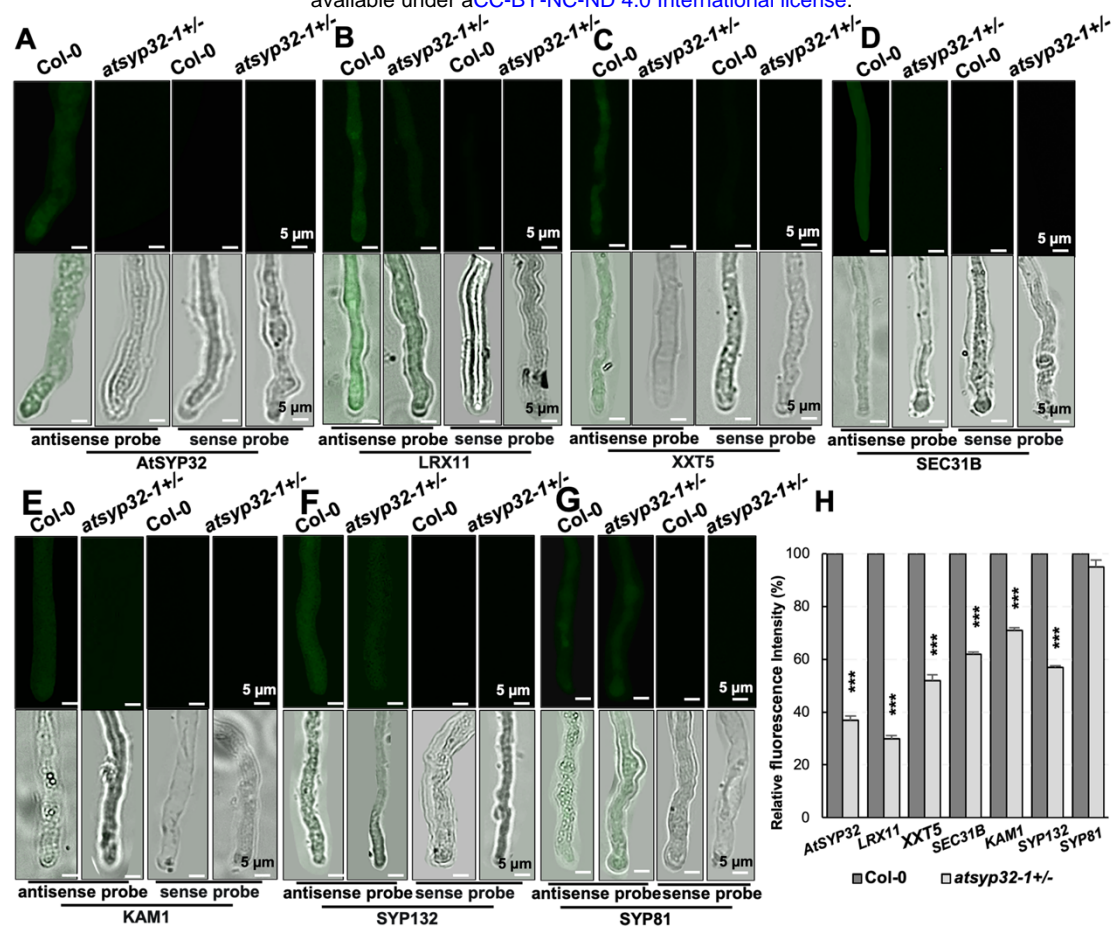 available under aCC-BY-NC-ND 4.0 International license.
A B C D
Col-0 atsyp32-1+/- Col-0 atsyp32-1+/- Col-0 atsyp32-1+/- Col-0 atsyp32-1+/- Col-0 atsyp32-1+/- Col-0 atsyp32-1+/- Col-0 atsyp32-1+/- Col-0 atsyp32-1+/-
5 µm 5 µm 5 µm 5 µm
5 µm 5 µm 5 µm 5 µm
antisense probe sense probe antisense probe sense probe antisense probe sense probe antisense probe sense probe
AtSYP32 LRX11 XXT5 SEC31B
E F G H
Col-0 atsyp32-1+/- Col-0 atsyp32-1+/- Col-0 atsyp32-1+/- Col-0 atsyp32-1+/- Col-0 atsyp32-1+/- Col-0 atsyp32-1+/-
5 µm 5 µm 5 µm
5 µm 5 µm 5 µm
antisense probe sense probe antisense probe sense probe antisense probe sense probe
KAM1 SYP132 SYP81
Relative fluorescence Intensity (%)
100
80
60
40
20
0
*** *** *** *** *** ***
AtSYP32 LRX11 XXT5 SEC31B KAM1 SYP132 SYP81
Col-0 atsyp32-1+/-